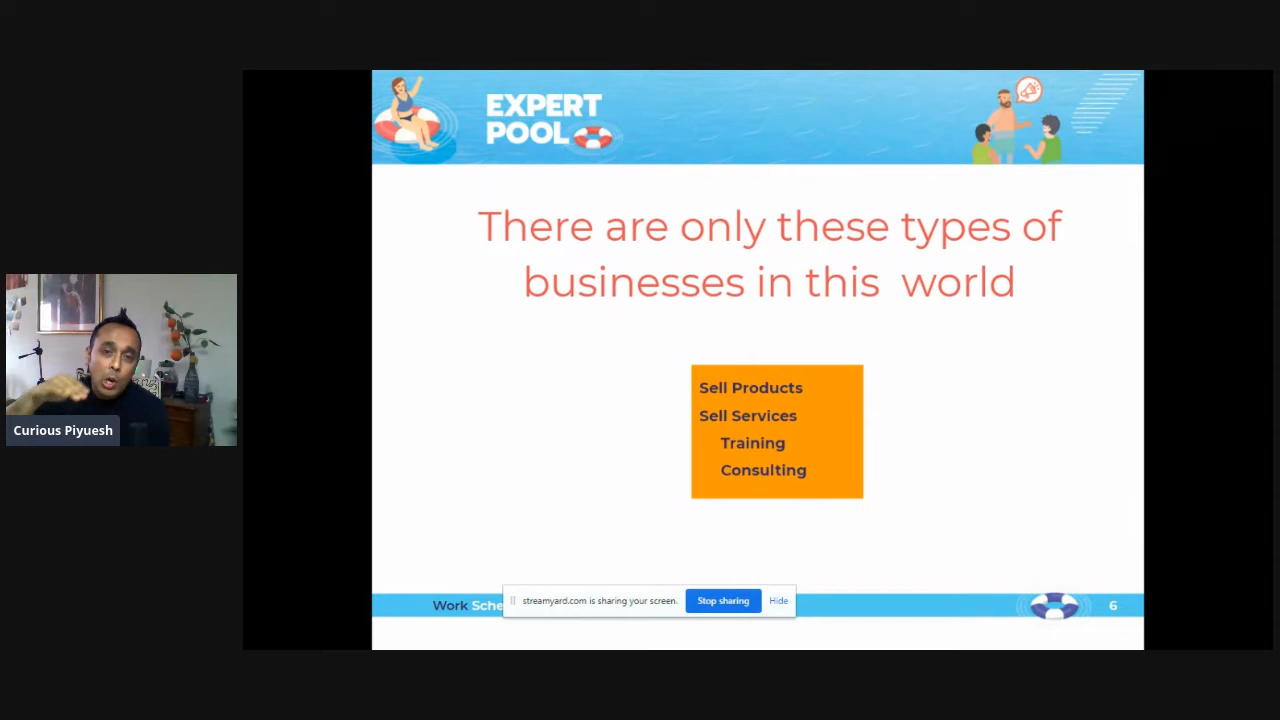 EXPERT
POOL
There are only these types of
businesses in this world
Sell Products
Sell Services
Training
Consulting
Curious Piyuesh
Work Sche
streamyard.com is sharing your screen.
Stop sharing
Hide
6